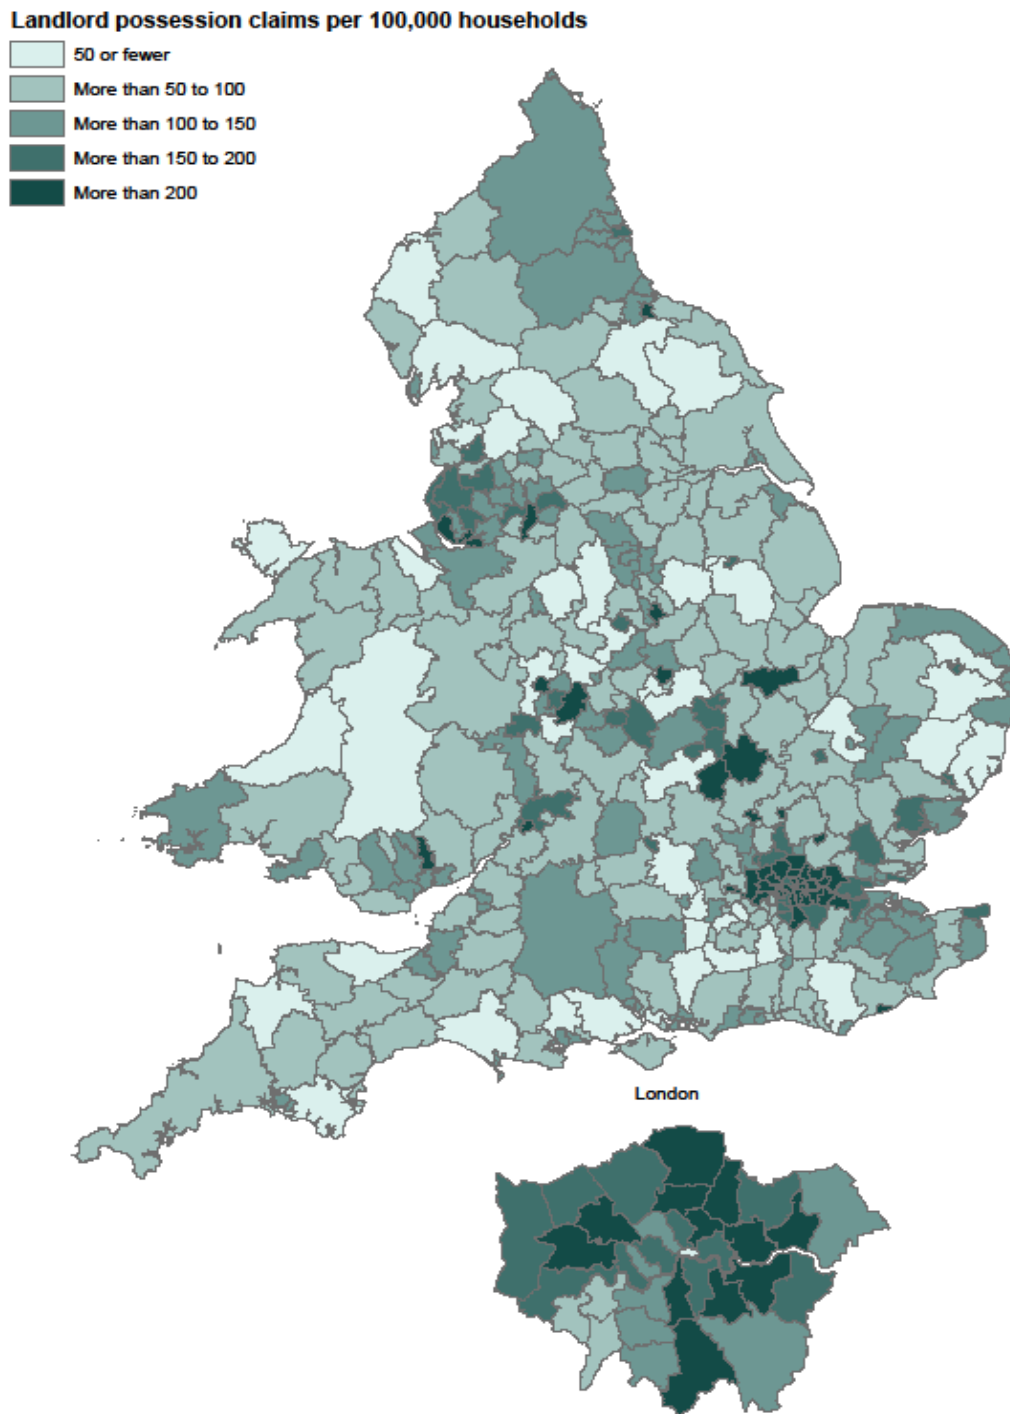 Landlord possession claims per 100,000 households
50 or fewer
More than 50 to 100
More than 100 to 150
More than 150 to 200
More than 200
London